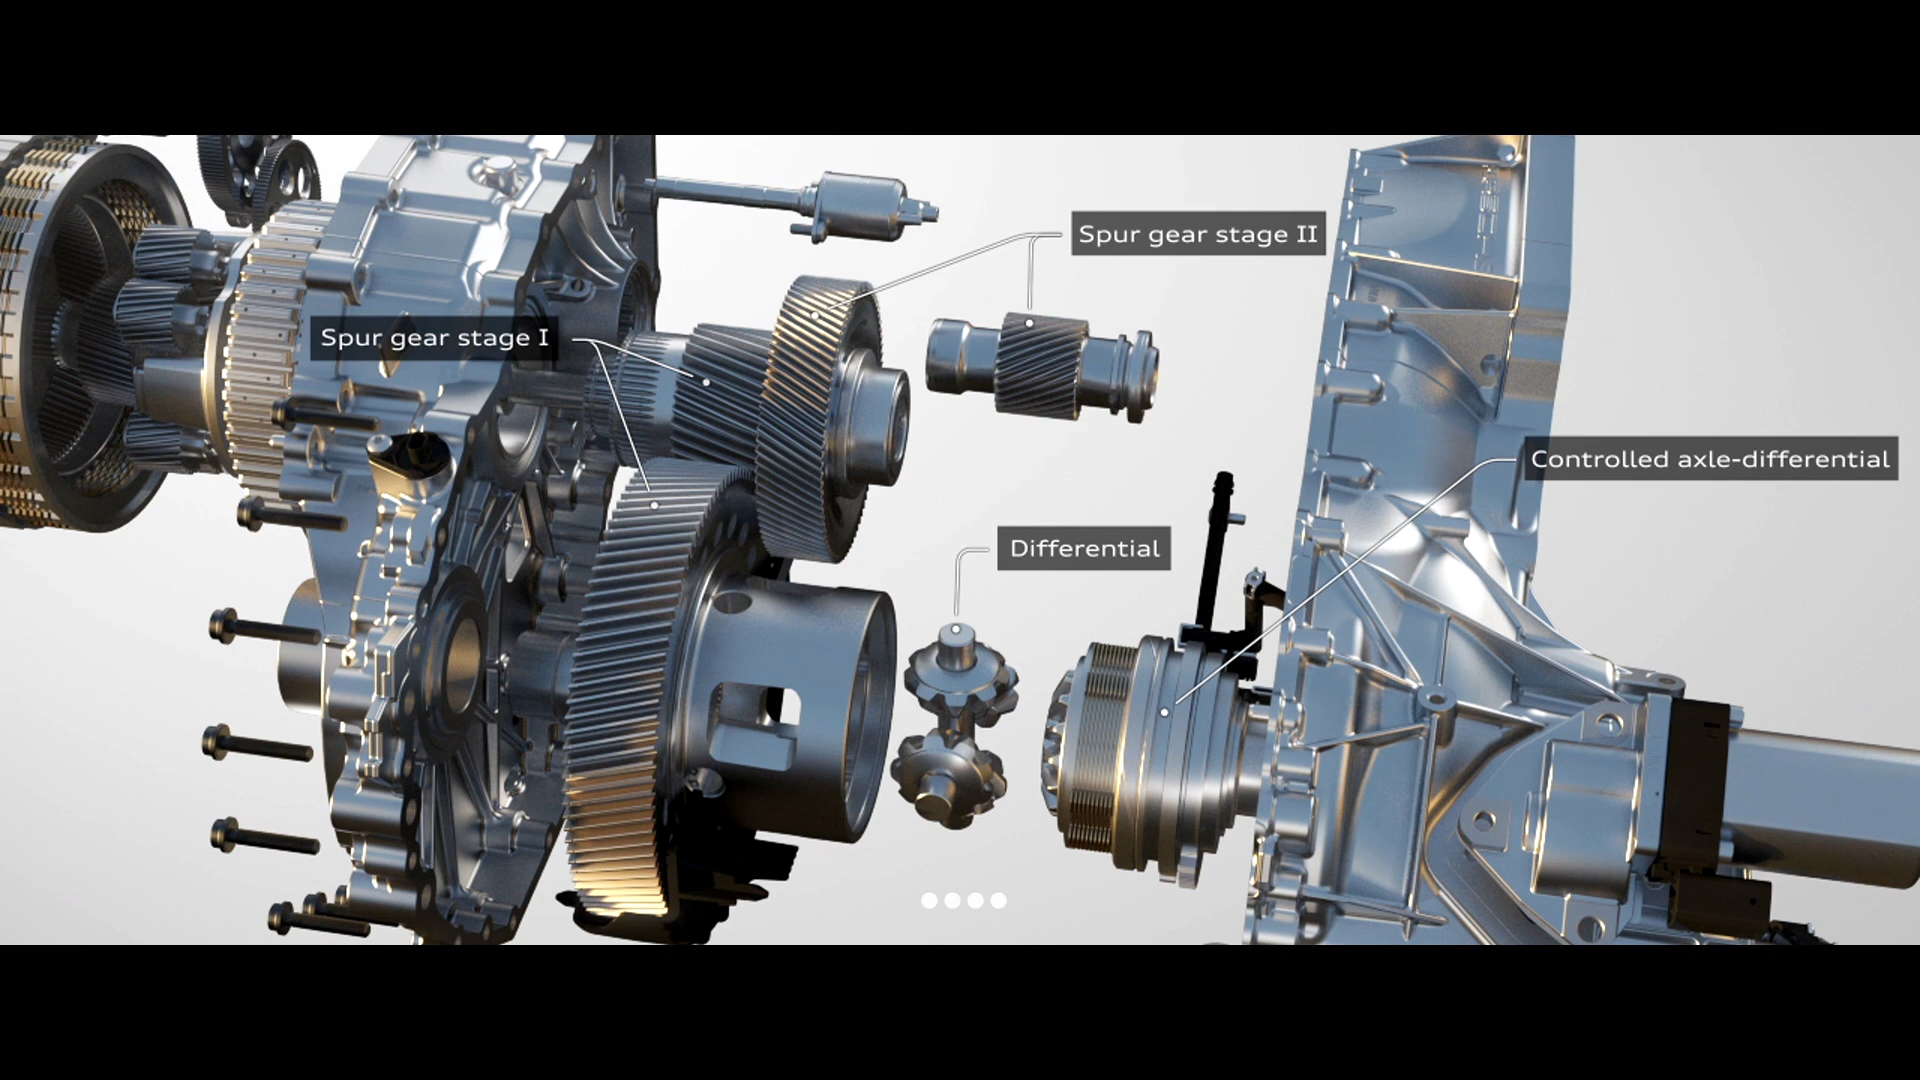 Spur gear stage II
Spur gear stage I
Controlled axle-differential
Differential